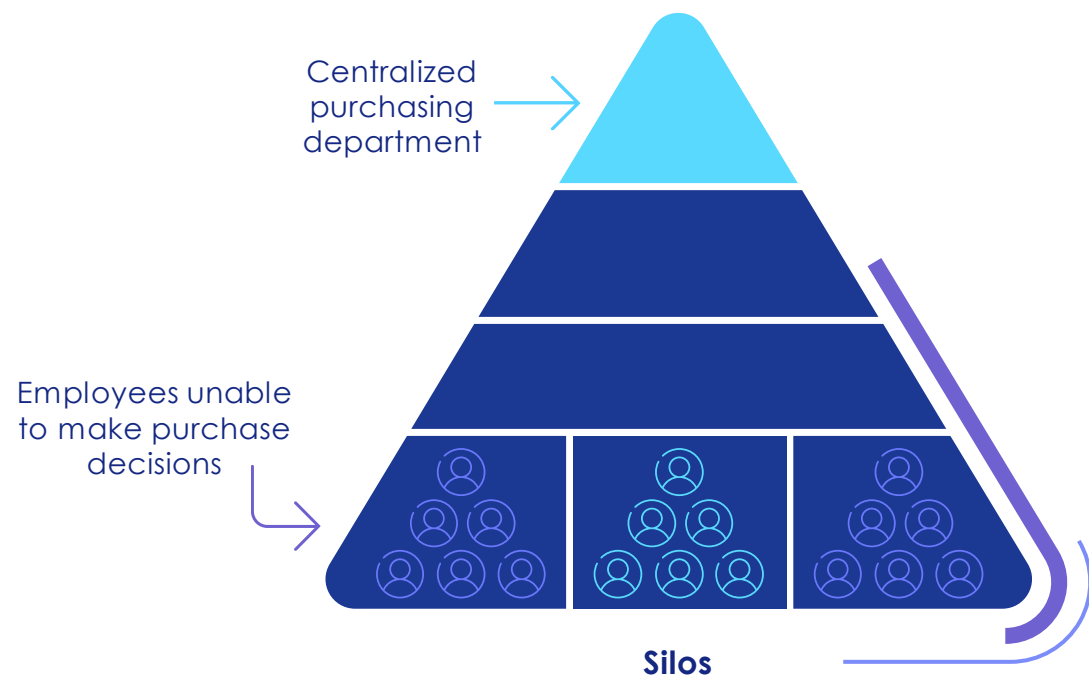 Centralized
purchasing
department
Employees unable
to make purchase
decisions
Silos